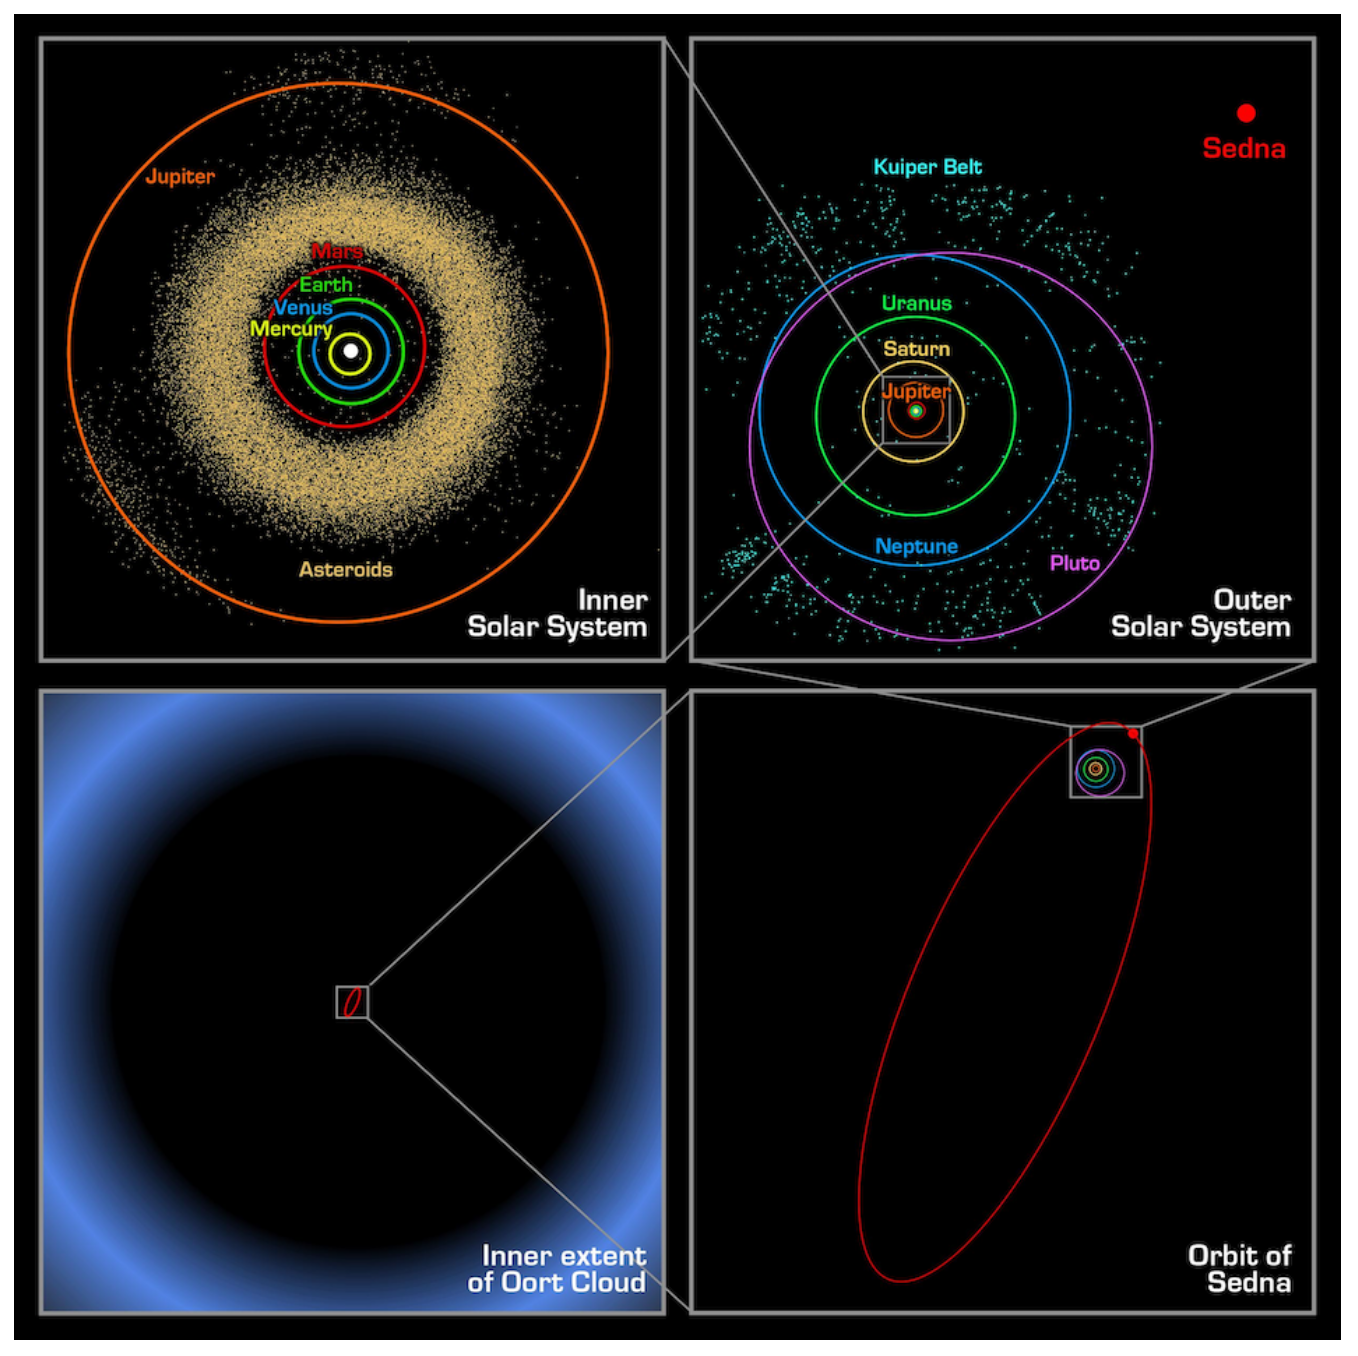 Jupiter
Mars
Earth
Venus
Mercury
Asteroids
Inner
Solar System
Sedna
Kuiper Belt
Uranus
Saturn
Jupiter
Neptune
Pluto
Outer
Solar System
Inner extent
of Oort Cloud
Orbit of
Sedna